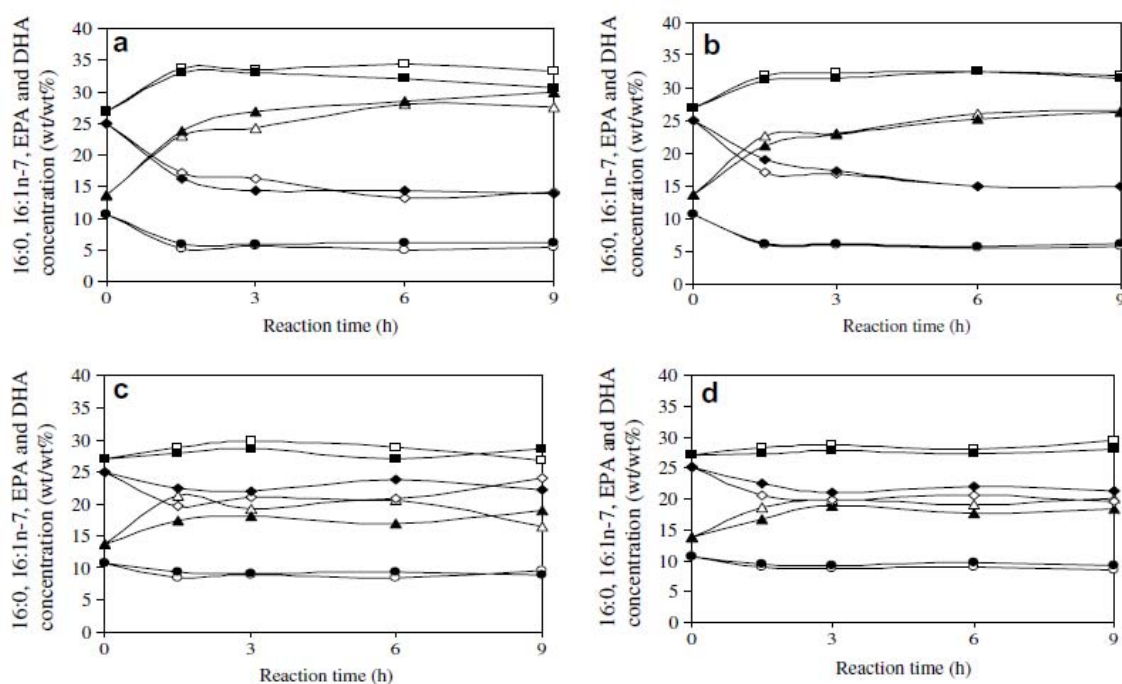 a
16:0, 16:1n-7, EPA and DHA
concentration (wt/wt%)
40
35
30
25
20
15
10
5
0
0 3 6 9
Reaction time (h)
b
16:0, 16:1n-7, EPA and DHA
concentration (wt/wt%)
40
35
30
25
20
15
10
5
0
0 3 6 9
Reaction time (h)
c
16:0, 16:1n-7, EPA and DHA
concentration (wt/wt%)
40
35
30
25
20
15
10
5
0
0 3 6 9
Reaction time (h)
d
16:0, 16:1n-7, EPA and DHA
concentration (wt/wt%)
40
35
30
25
20
15
10
5
0
0 3 6 9
Reaction time (h)